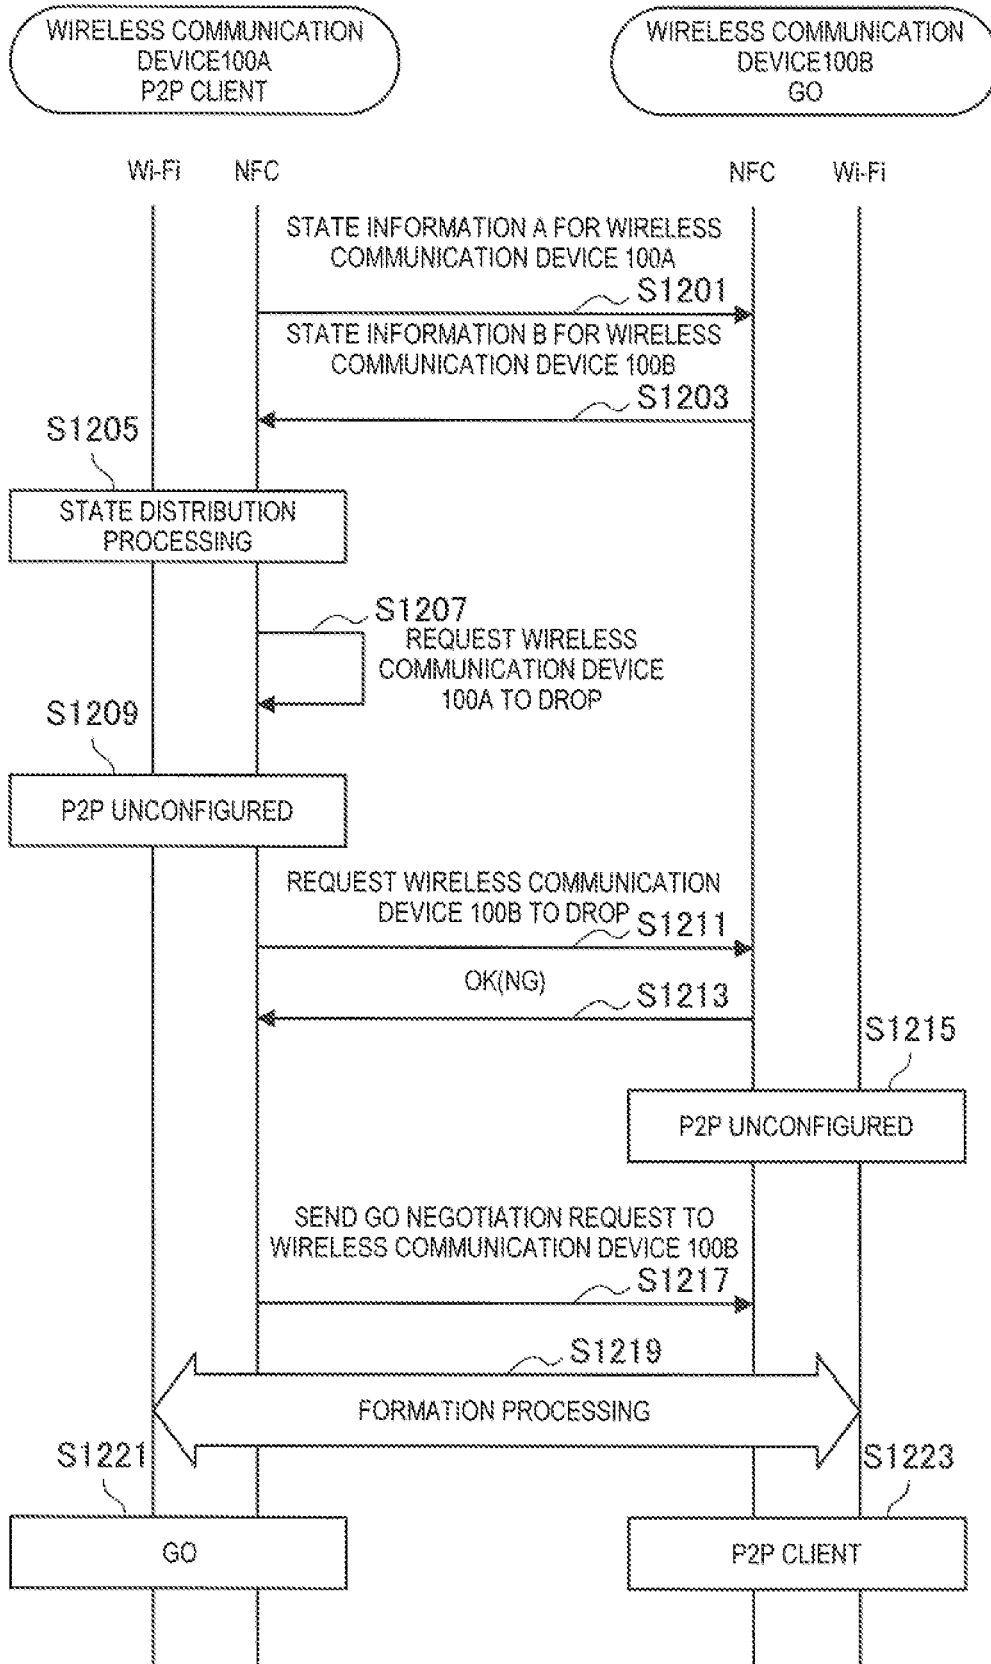 WIRELESS COMMUNICATION
DEVICE100A
P2P CLIENT
WIRELESS COMMUNICATION
DEVICE100B
GO
Wi-Fi
NFC
NFC
Wi-Fi
STATE INFORMATION A FOR WIRELESS
COMMUNICATION DEVICE 100A
S1201
STATE INFORMATION B FOR WIRELESS
COMMUNICATION DEVICE 100B
S1203
S1205
STATE DISTRIBUTION
PROCESSING
S1207
REQUEST WIRELESS
COMMUNICATION DEVICE
100A TO DROP
S1209
P2P UNCONFIGURED
REQUEST WIRELESS COMMUNICATION
DEVICE 100B TO DROP
S1211
OK(NG)
S1213
S1215
P2P UNCONFIGURED
SEND GO NEGOTIATION REQUEST TO
WIRELESS COMMUNICATION DEVICE 100B
S1217
S1219
FORMATION PROCESSING
S1221
S1223
GO
P2P CLIENT